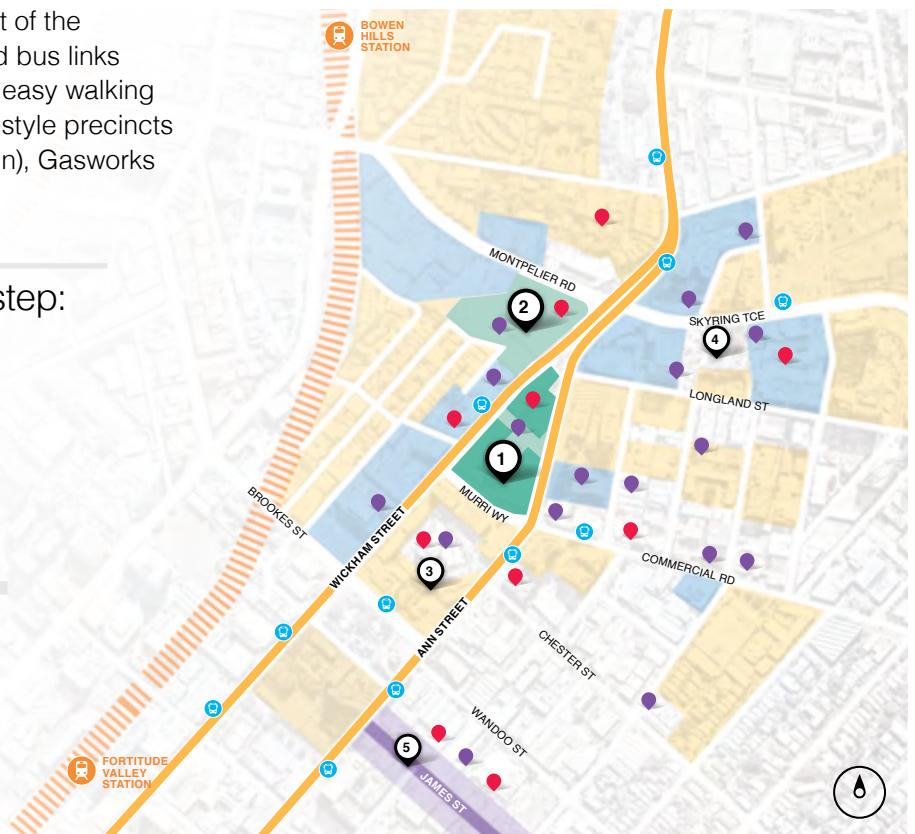 t of the
d bus links
easy walking
estyle precincts
n), Gasworks
step:
BOWEN
HILLS
STATION
MONTPELIER RD
2
SKYRING TCE
4
LONGLAND ST
1
MURRI WY
BROOKES ST
WICKHAM STREET
3
COMMERCIAL RD
ANN STREET
CHESTER ST
WANDOO ST
5
JAMES ST
FORTITUDE
VALLEY
STATION